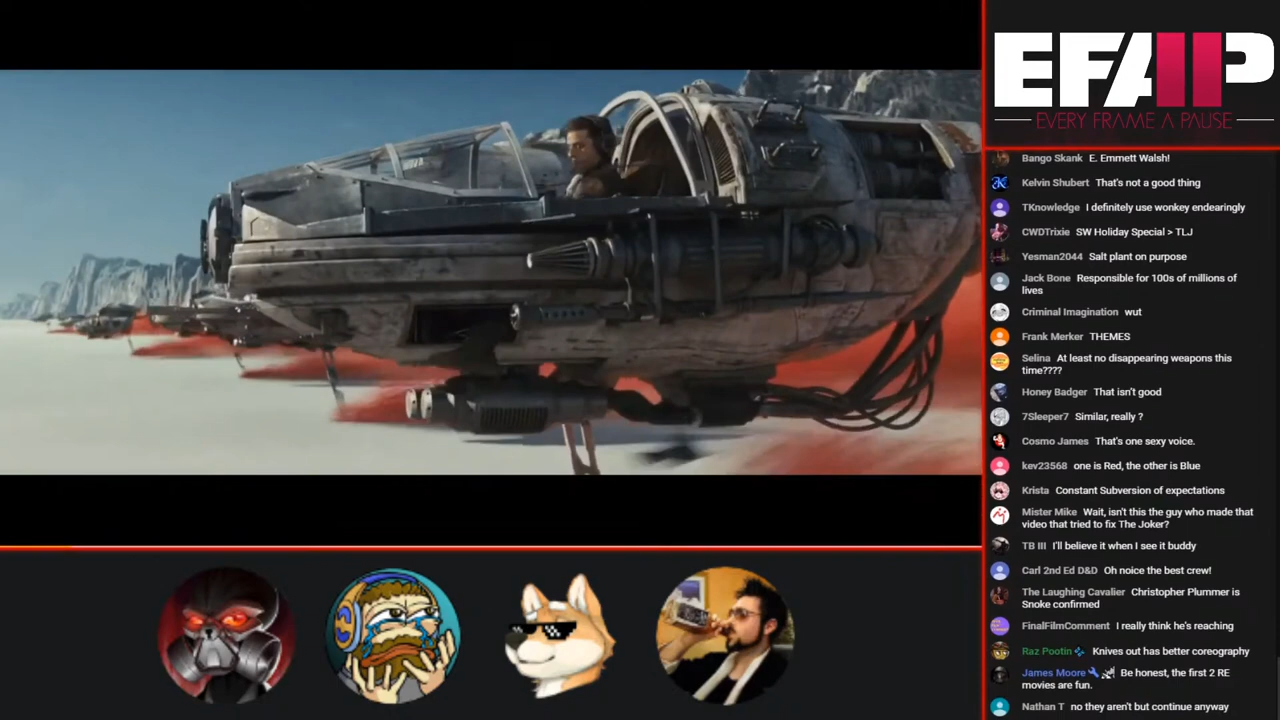 EFAP
EVERY FRAME A PAUSE
Bango Skank E. Emmett Walsh!
Kelvin Shubert That's not a good thing
TKnowledge I definitely use wonkey endearingly
CWDTrixie SW Holiday Special > TLJ
Yesman2044 Salt plant on purpose
Jack Bone Responsible for 100s of millions of
lives
Criminal Imagination wut
Frank Merker THEMES
Selina At least no disappearing weapons this
time????
Honey Badger That isn't good
7Sleeper7 Similar, really ?
Cosmo James That's one sexy voice.
kev23568 one is Red, the other is Blue
Krista Constant Subversion of expectations
Mister Mike Wait, isn't this the guy who made that
video that tried to fix The Joker?
TB III I'll believe it when I see it buddy
Carl 2nd Ed D&D Oh noice the best crew!
The Laughing Cavalier Christopher Plummer is
Snoke confirmed
FinalFilmComment I really think he's reaching
Raz Pootin Knives out has better coreography
James Moore Be honest, the first 2 RE
movies are fun.
Nathan T no they aren't but continue anyway